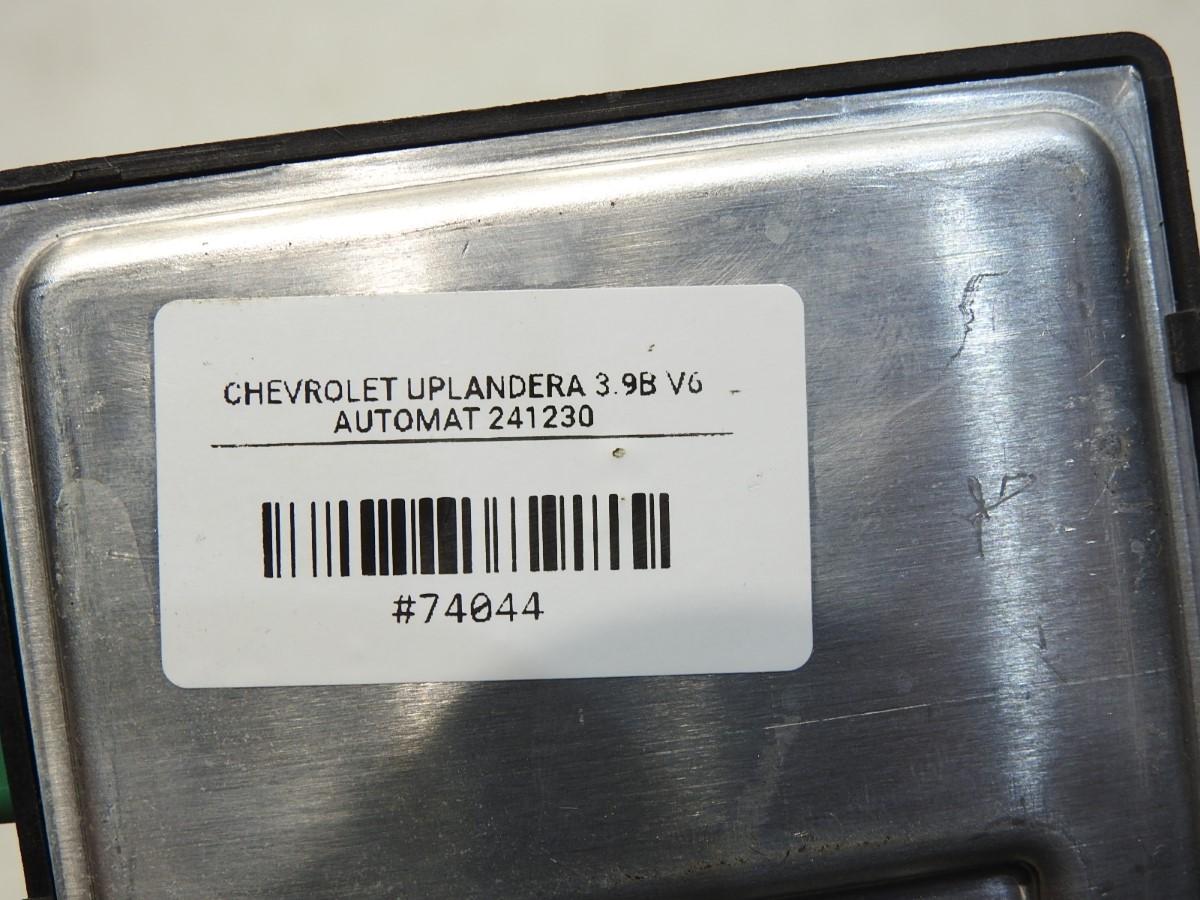 CHEVROLET UPLANDERA 3.9B V6
AUTOMAT 241230
#74044